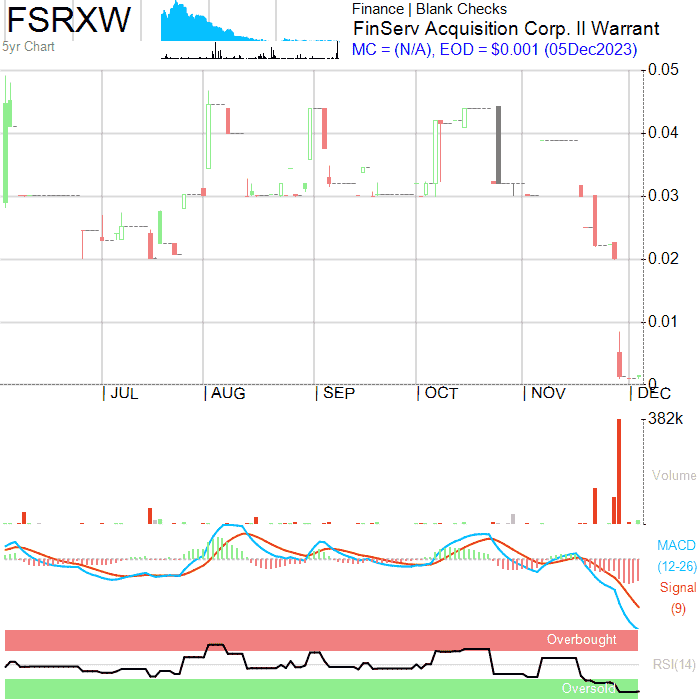 FSRXW
5yr Chart
Finance | Blank Checks
FinServ Acquisition Corp. II Warrant
MC = (N/A), EOD = $0.001 (05Dec2023)
0.05
0.04
0.03
0.02
0.01
0
| JUL | AUG | SEP | OCT | NOV | DEC
382k
Volume
MACD
(12-26)
Signal
(9)
Overbought
RSI(14)
Oversold